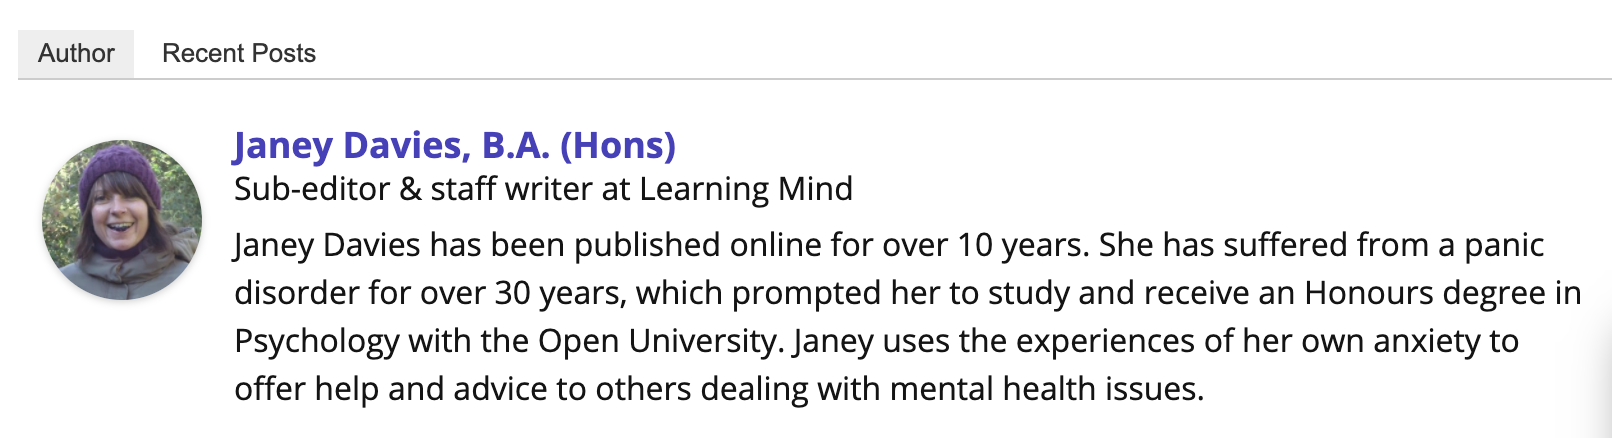 Author
Recent Posts
Janey Davies, B.A. (Hons)
Sub-editor & staff writer at Learning Mind
Janey Davies has been published online for over 10 years. She has suffered from a panic
disorder for over 30 years, which prompted her to study and receive an Honours degree in
Psychology with the Open University. Janey uses the experiences of her own anxiety to
offer help and advice to others dealing with mental health issues.